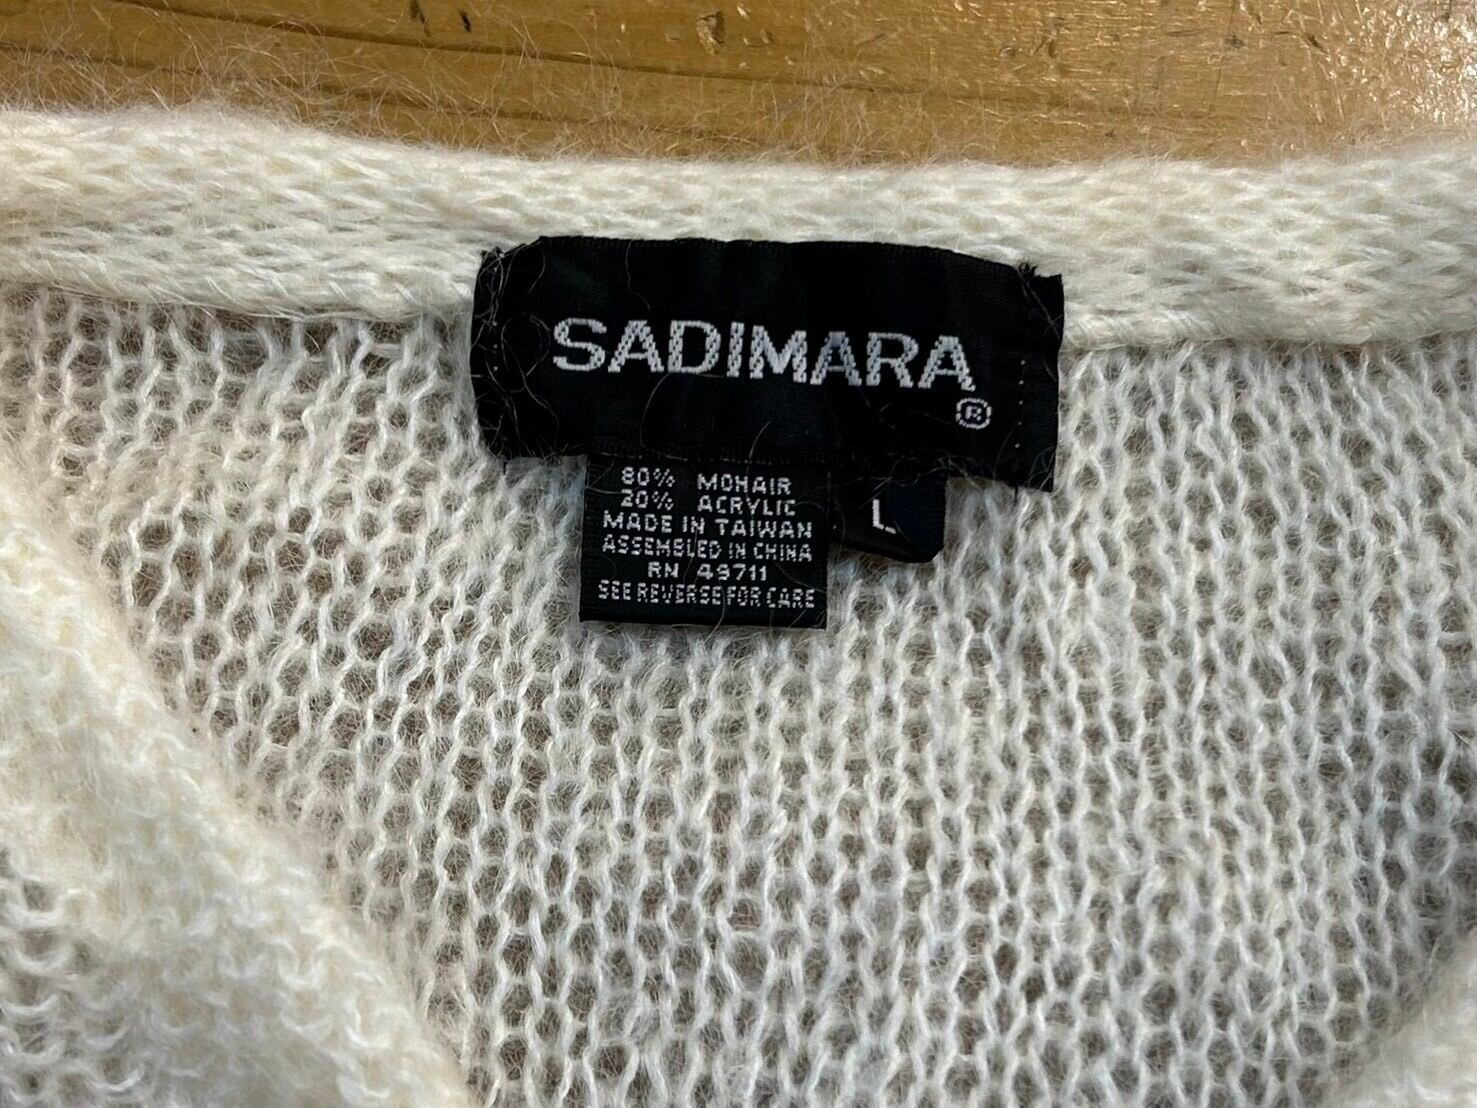 SADIMARA
®
80% MOHAIR
20% ACRYLIC
MADE IN TAIWAN
ASSEMBLED IN CHINA
RN 49711
SEE REVERSE FOR CARE
L